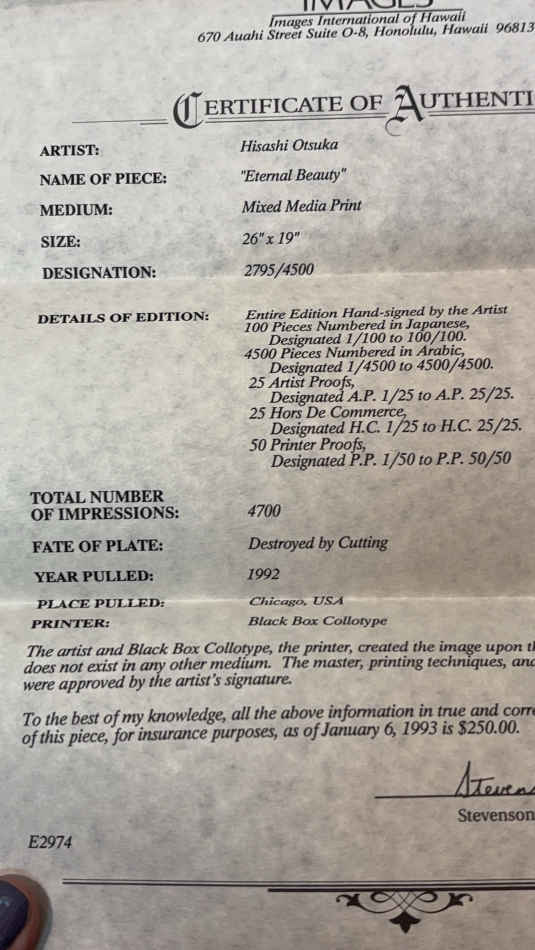 IMAGES
Images International of Hawaii
670 Auahi Street Suite O-8, Honolulu, Hawaii 96813
CERTIFICATE OF AUTHENTI
ARTIST: Hisashi Otsuka
NAME OF PIECE: "Eternal Beauty"
MEDIUM: Mixed Media Print
SIZE: 26" x 19"
DESIGNATION: 2795/4500
DETAILS OF EDITION: Entire Edition Hand-signed by the Artist
100 Pieces Numbered in Japanese,
Designated 1/100 to 100/100.
4500 Pieces Numbered in Arabic,
Designated 1/4500 to 4500/4500.
25 Artist Proofs,
Designated A.P. 1/25 to A.P. 25/25.
25 Hors De Commerce,
Designated H.C. 1/25 to H.C. 25/25.
50 Printer Proofs,
Designated P.P. 1/50 to P.P. 50/50
TOTAL NUMBER
OF IMPRESSIONS: 4700
FATE OF PLATE: Destroyed by Cutting
YEAR PULLED: 1992
PLACE PULLED: Chicago, USA
PRINTER: Black Box Collotype
The artist and Black Box Collotype, the printer, created the image upon th
does not exist in any other medium. The master, printing techniques, and
were approved by the artist's signature.
To the best of my knowledge, all the above information in true and corre
of this piece, for insurance purposes, as of January 6, 1993 is $250.00.
Stevens
Stevenson
E2974